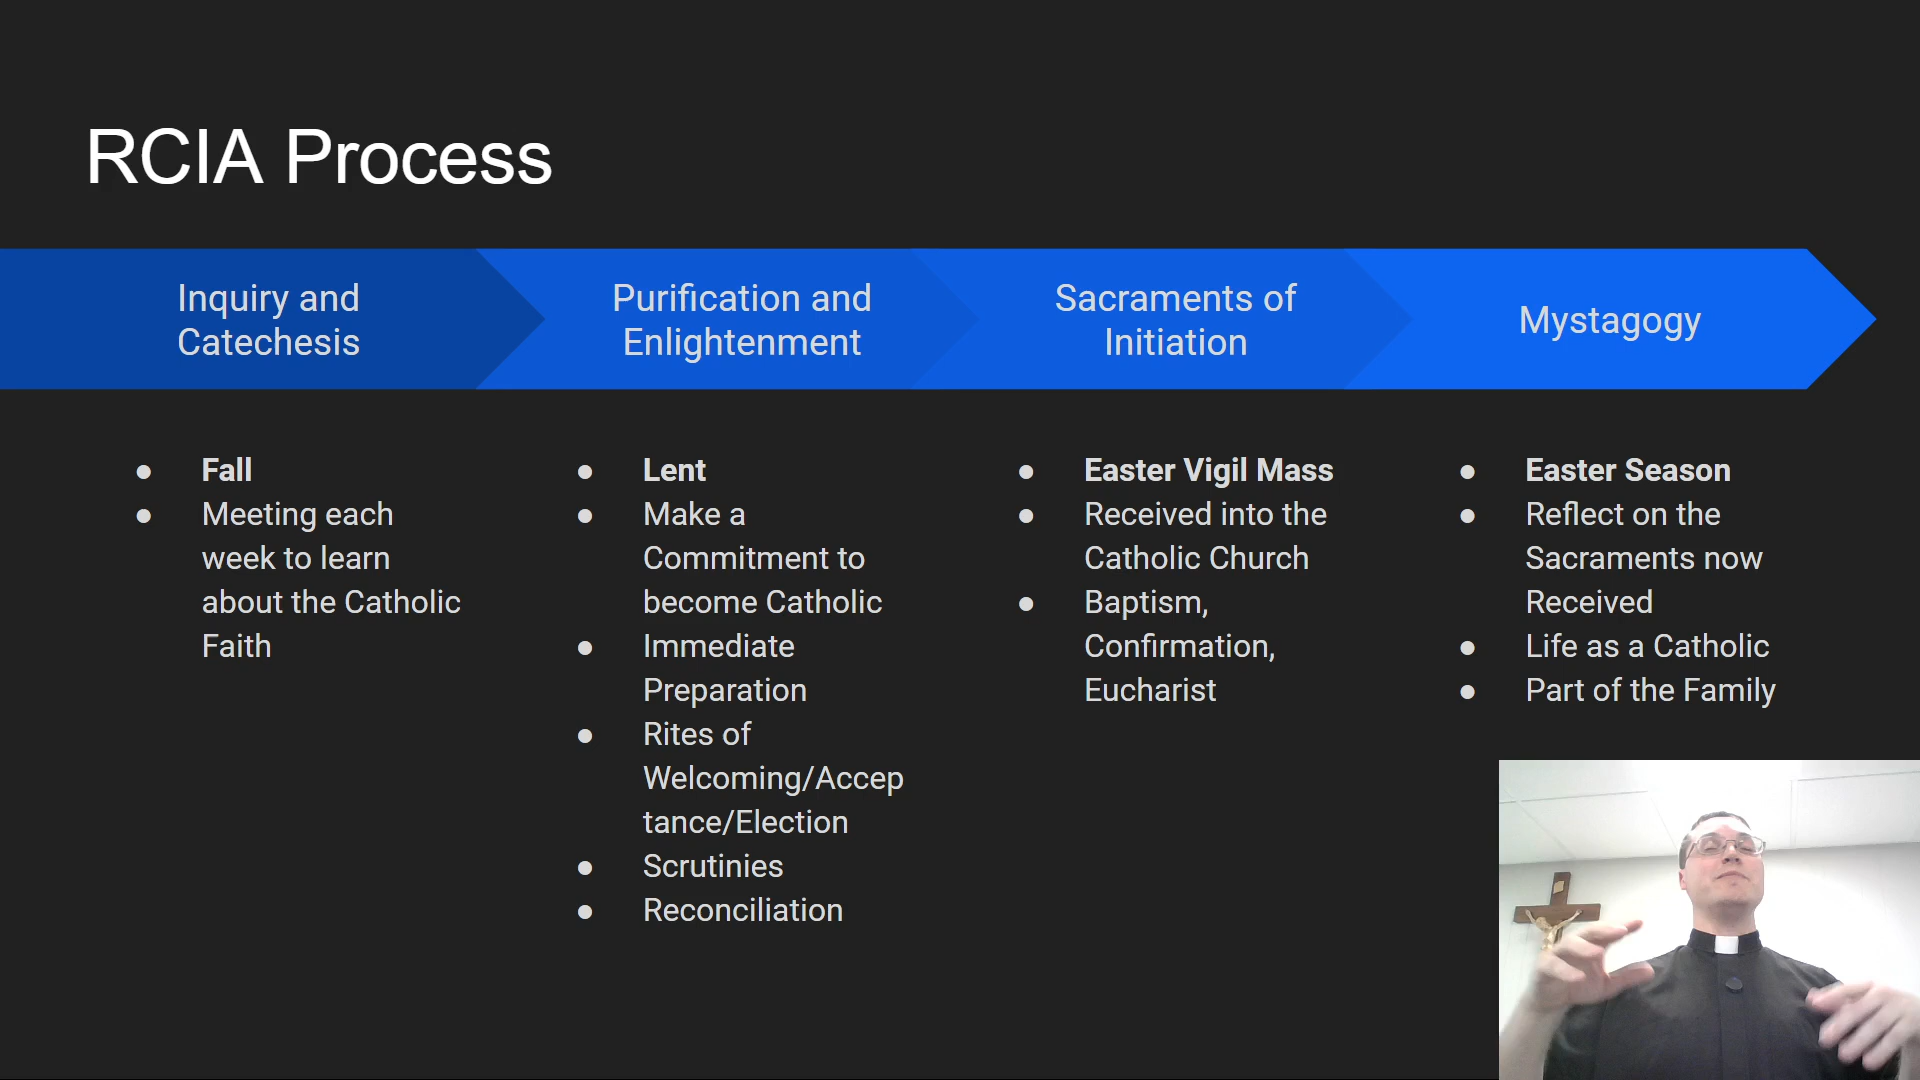 RCIA Process
Inquiry and
Catechesis
Purification and
Enlightenment
Sacraments of
Initiation
Mystagogy
● Fall
● Meeting each
week to learn
about the Catholic
Faith
● Lent
● Make a
Commitment to
become Catholic
● Immediate
Preparation
● Rites of
Welcoming/Accep
tance/Election
● Scrutinies
● Reconciliation
● Easter Vigil Mass
● Received into the
Catholic Church
● Baptism,
Confirmation,
Eucharist
● Easter Season
● Reflect on the
Sacraments now
Received
● Life as a Catholic
● Part of the Family